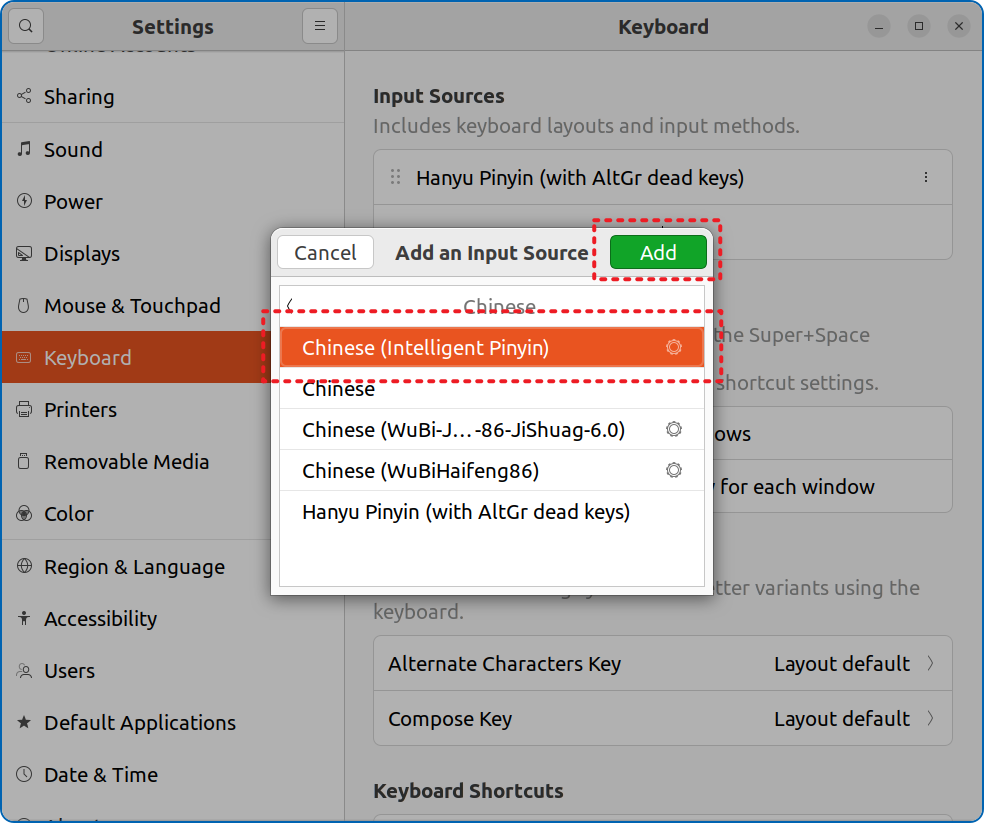 Settings
Keyboard
Sharing
Sound
Power
Displays
Mouse & Touchpad
Keyboard
Printers
Removable Media
Color
Region & Language
Accessibility
Users
Default Applications
Date & Time
Input Sources
Includes keyboard layouts and input methods.
Hanyu Pinyin (with AltGr dead keys)
Cancel
Add an Input Source
Add
Chinese
Chinese (Intelligent Pinyin)
Chinese
Chinese (WuBi-J…-86-JiShuag-6.0)
Chinese (WuBiHaifeng86)
Hanyu Pinyin (with AltGr dead keys)
the Super+Space
shortcut settings.
for each window
variants using the
keyboard.
Alternate Characters Key
Layout default
Compose Key
Layout default
Keyboard Shortcuts